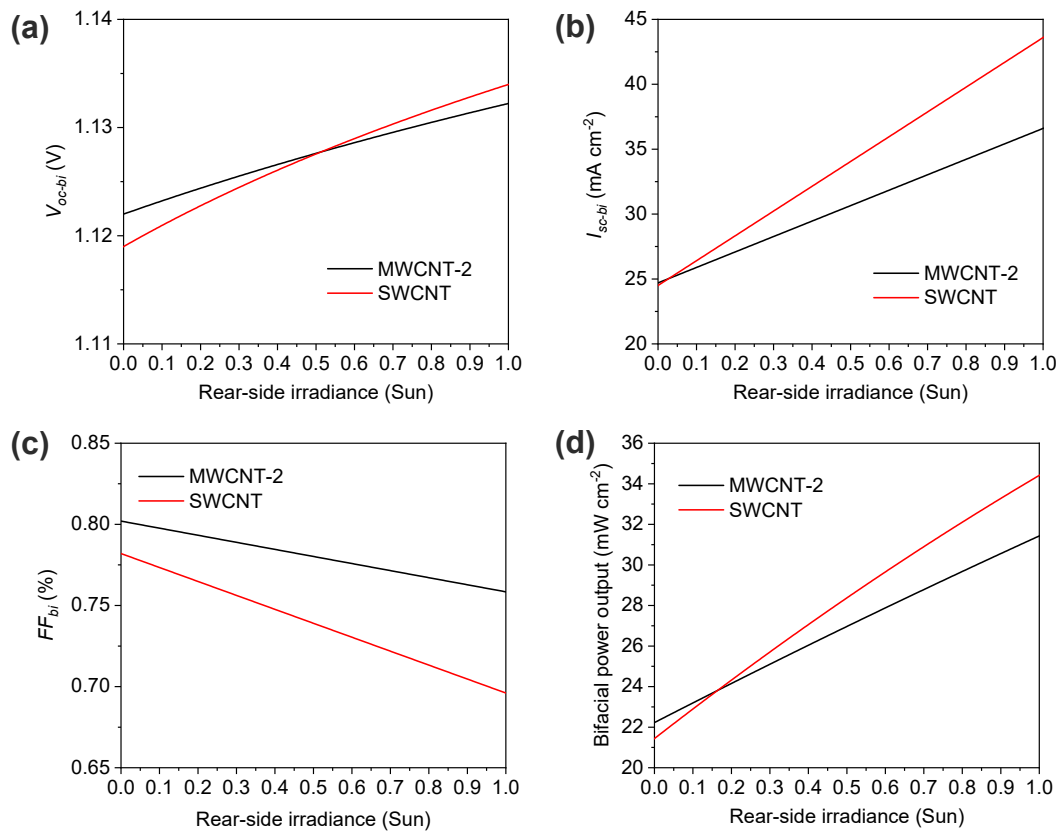 (a)
1.14
1.13
1.12
1.11
V_{oc-bi} (V)
MWCNT-2
SWCNT
0.0 0.1 0.2 0.3 0.4 0.5 0.6 0.7 0.8 0.9 1.0
Rear-side irradiance (Sun)
(b)
45
40
35
30
25
20
I_{sc-bi} (mA cm^{-2})
MWCNT-2
SWCNT
0.0 0.1 0.2 0.3 0.4 0.5 0.6 0.7 0.8 0.9 1.0
Rear-side irradiance (Sun)
(c)
0.85
0.80
0.75
0.70
0.65
FF_{bi} (%)
MWCNT-2
SWCNT
0.0 0.1 0.2 0.3 0.4 0.5 0.6 0.7 0.8 0.9 1.0
Rear-side irradiance (Sun)
(d)
36
34
32
30
28
26
24
22
20
Bifacial power output (mW cm^{-2})
MWCNT-2
SWCNT
0.0 0.1 0.2 0.3 0.4 0.5 0.6 0.7 0.8 0.9 1.0
Rear-side irradiance (Sun)